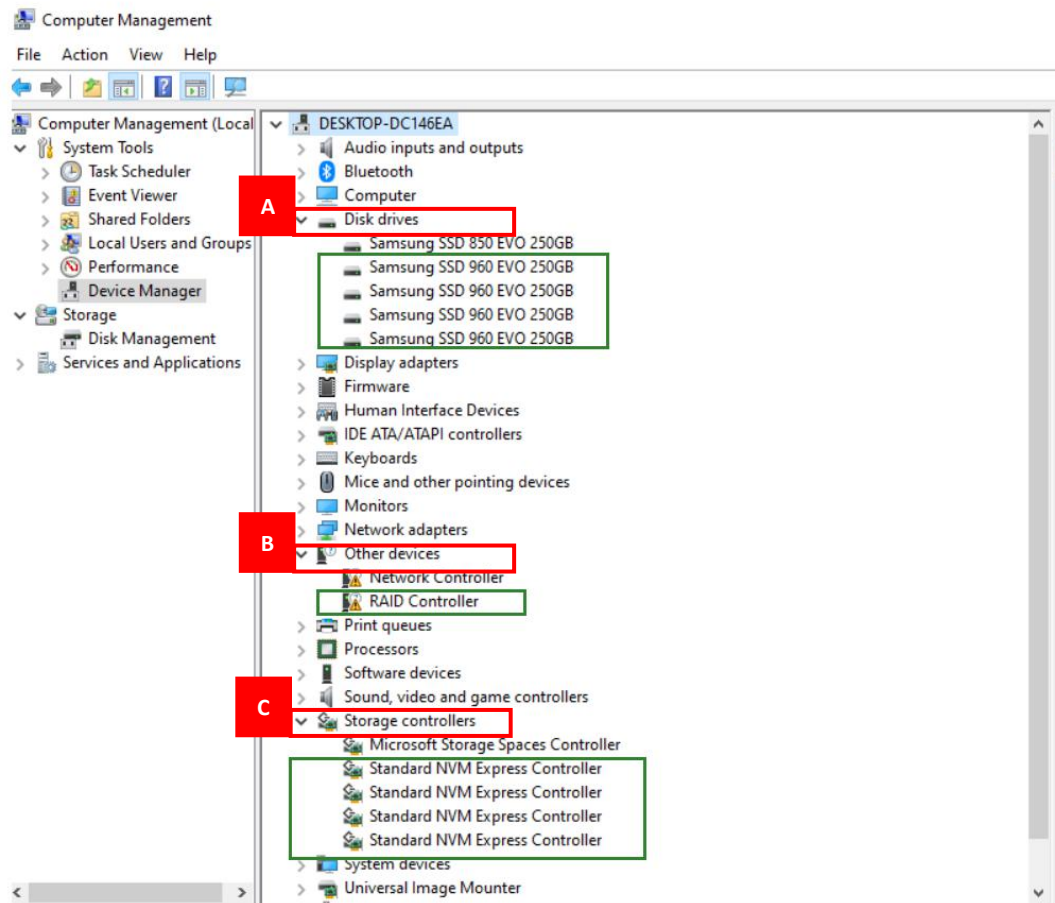 Computer Management
File Action View Help
Computer Management (Local
System Tools
Task Scheduler
Event Viewer
Shared Folders
Local Users and Groups
Performance
Device Manager
Storage
Disk Management
Services and Applications
DESKTOP-DC146EA
Audio inputs and outputs
Bluetooth
Computer
A
Disk drives
Samsung SSD 850 EVO 250GB
Samsung SSD 960 EVO 250GB
Samsung SSD 960 EVO 250GB
Samsung SSD 960 EVO 250GB
Samsung SSD 960 EVO 250GB
Display adapters
Firmware
Human Interface Devices
IDE ATA/ATAPI controllers
Keyboards
Mice and other pointing devices
Monitors
Network adapters
B
Other devices
Network Controller
RAID Controller
Print queues
Processors
Software devices
Sound, video and game controllers
C
Storage controllers
Microsoft Storage Spaces Controller
Standard NVM Express Controller
Standard NVM Express Controller
Standard NVM Express Controller
Standard NVM Express Controller
System devices
Universal Image Mounter